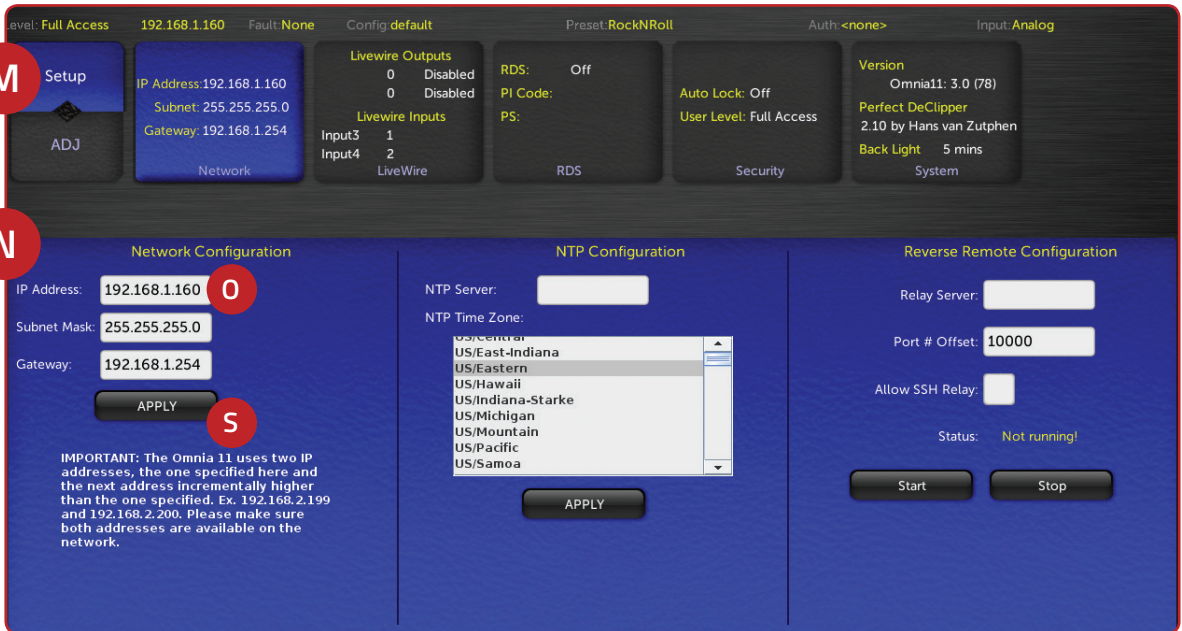 evel: Full Access 192.168.1.160 Fault:None Config:default Preset:RockNRoll Auth:<none> Input:Analog
M
Setup
ADJ
IP Address:192.168.1.160
Subnet: 255.255.255.0
Gateway: 192.168.1.254
Network
Livewire Outputs
0 Disabled
0 Disabled
Livewire Inputs
Input3 1
Input4 2
LiveWire
RDS: Off
PI Code:
PS:
RDS
Auto Lock: Off
User Level: Full Access
Security
Version
Omnia11: 3.0 (78)
Perfect DeClipper
2.10 by Hans van Zutphen
Back Light 5 mins
System
N
Network Configuration
IP Address: 192.168.1.160 O
Subnet Mask: 255.255.255.0
Gateway: 192.168.1.254
APPLY
S
IMPORTANT: The Omnia 11 uses two IP
addresses, the one specified here and
the next address incrementally higher
than the one specified. Ex. 192.168.2.199
and 192.168.2.200. Please make sure
both addresses are available on the
network.
NTP Configuration
NTP Server:
NTP Time Zone:
US/Central
US/East-Indiana
US/Eastern
US/Hawaii
US/Indiana-Starke
US/Michigan
US/Mountain
US/Pacific
US/Samoa
APPLY
Reverse Remote Configuration
Relay Server:
Port # Offset: 10000
Allow SSH Relay:
Status: Not running!
Start Stop